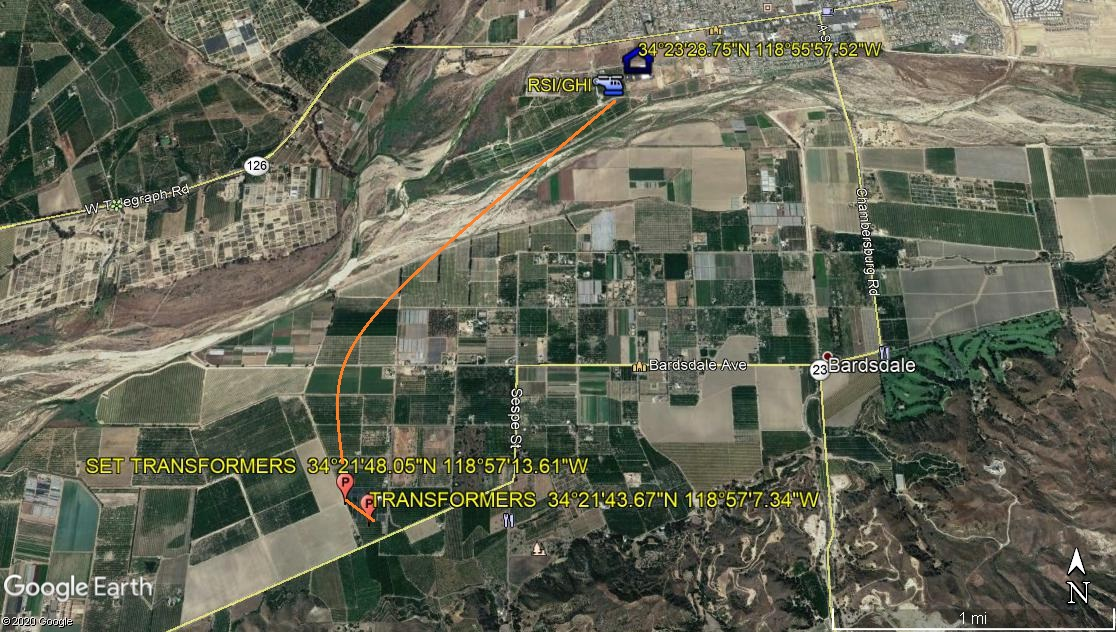 34°23'28.75"N 118°55'57.52"W
A St
RSI/GHI
126
W Telegraph Rd
Chambersburg Rd
Bardsdale Ave
23
Bardsdale
Sespe St
SET TRANSFORMERS 34°21'48.05"N 118°57'13.61"W
P
P
TRANSFORMERS 34°21'43.67"N 118°57'7.34"W
Google Earth
N
© 2020 Google
1 mi